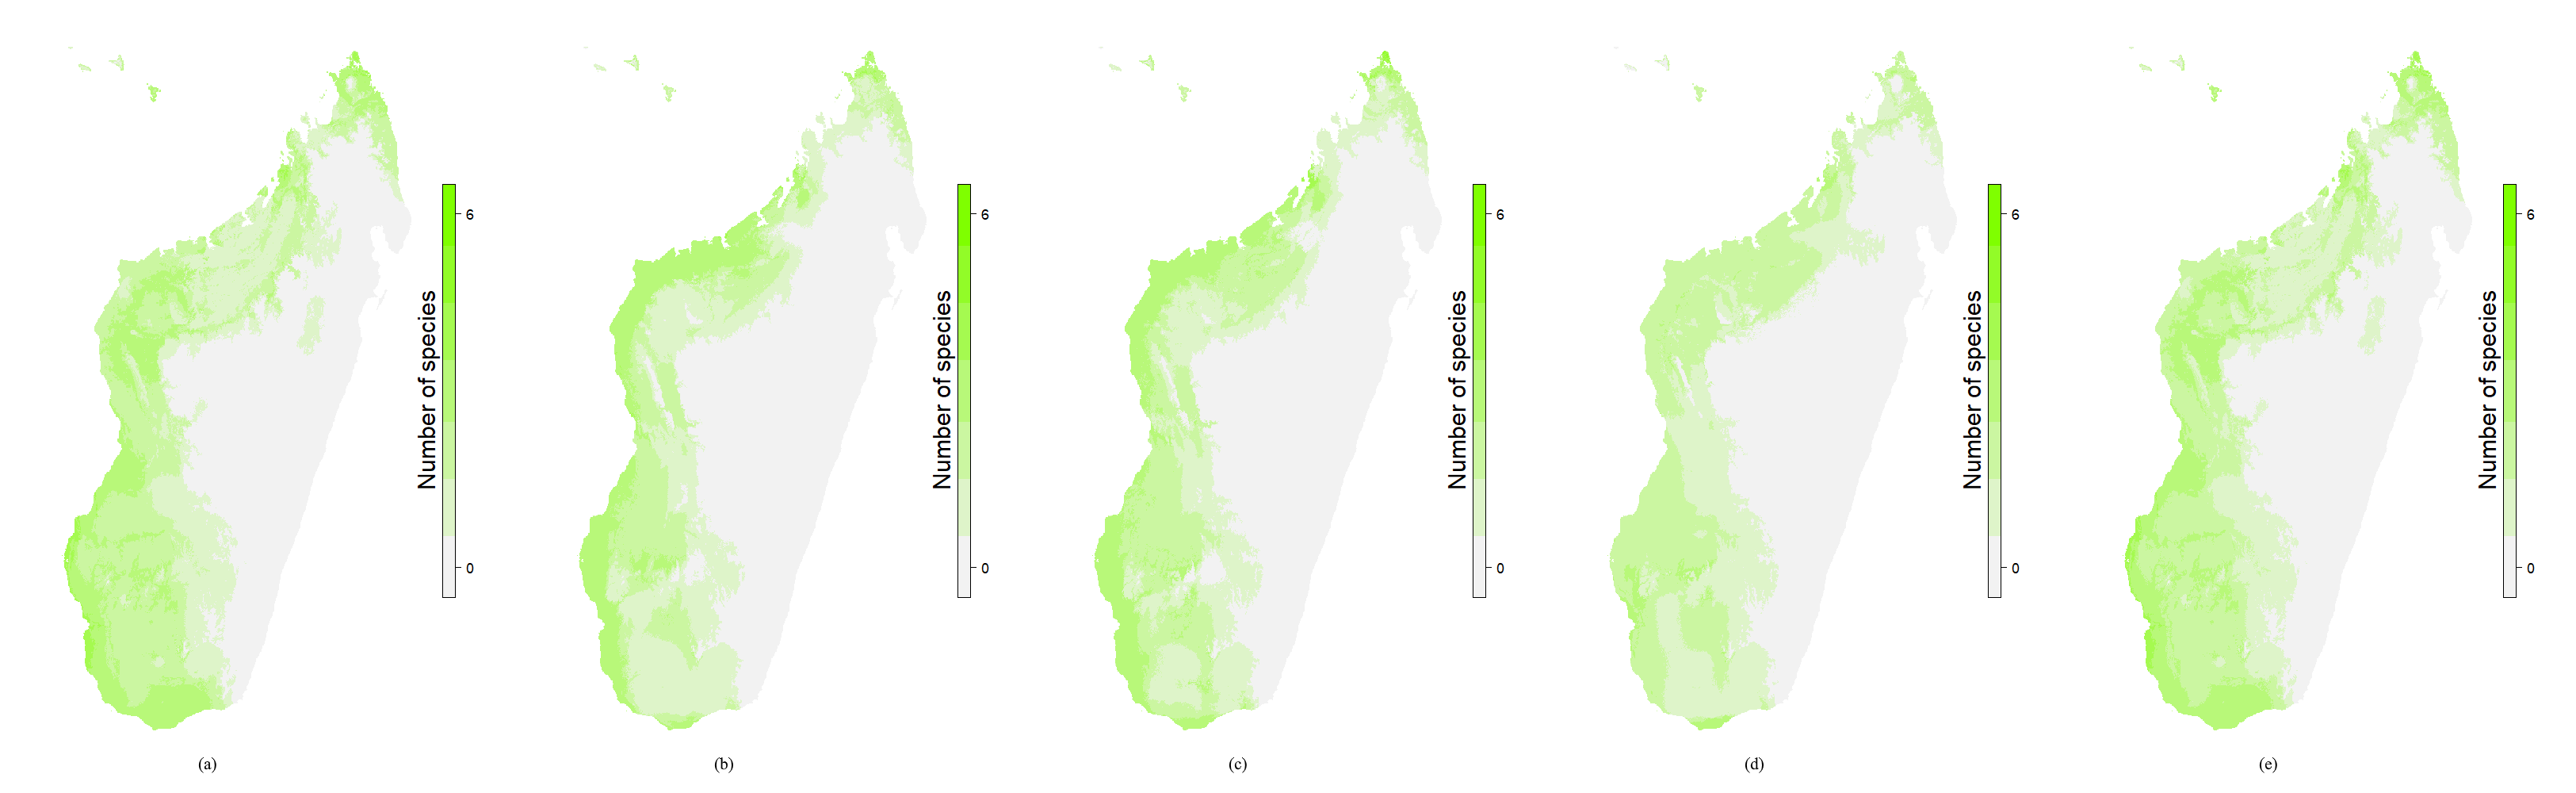 6
Number of species
0
(a)
6
Number of species
0
(b)
6
Number of species
0
(c)
6
Number of species
0
(d)
6
Number of species
0
(e)